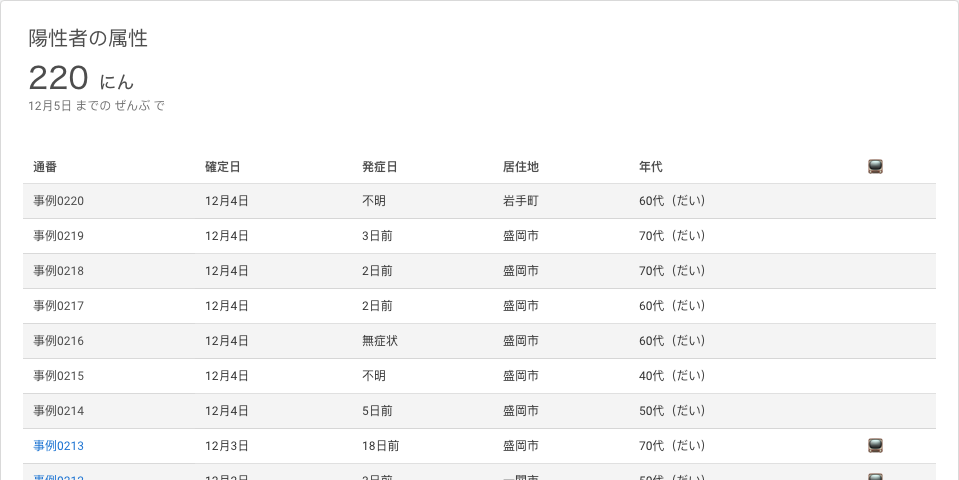 陽性者の属性
220 にん
12月5日 までの ぜんぶ で
通番 確定日 発症日 居住地 年代
事例0220 12月4日 不明 岩手町 60代（だい）
事例0219 12月4日 3日前 盛岡市 70代（だい）
事例0218 12月4日 2日前 盛岡市 70代（だい）
事例0217 12月4日 2日前 盛岡市 60代（だい）
事例0216 12月4日 無症状 盛岡市 60代（だい）
事例0215 12月4日 不明 盛岡市 40代（だい）
事例0214 12月4日 5日前 盛岡市 50代（だい）
事例0213 12月3日 18日前 盛岡市 70代（だい）